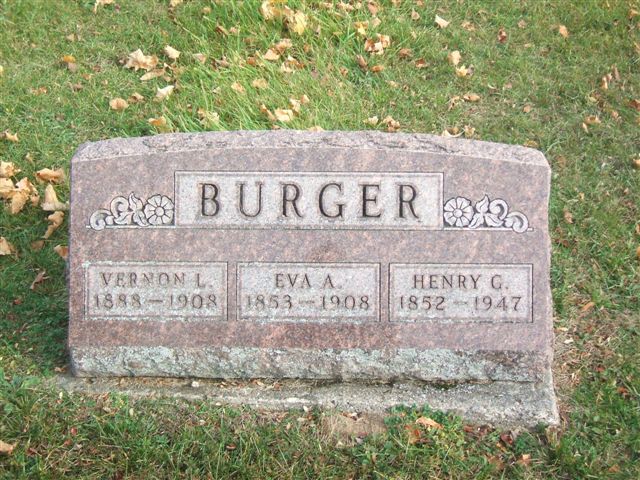 BURGER
VERNON L.
1888 — 1908
EVA A.
1853 — 1908
HENRY G.
1852 — 1947